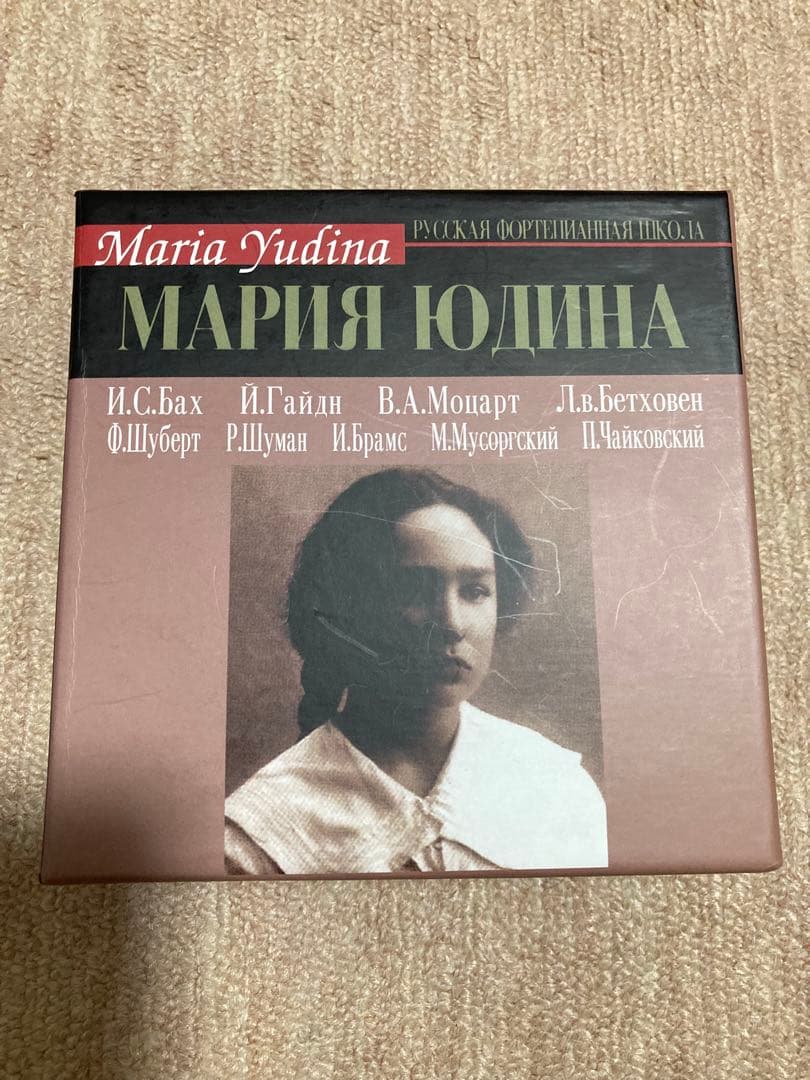 Maria Yudina
РУССКАЯ ФОРТЕПИАННАЯ ШКОЛА
МАРИЯ ЮДИНА
И.С.Бах Й.Гайдн В.А.Моцарт Л.в.Бетховен
Ф.Шуберт Р.Шуман И.Брамс М.Мусоргский П.Чайковский